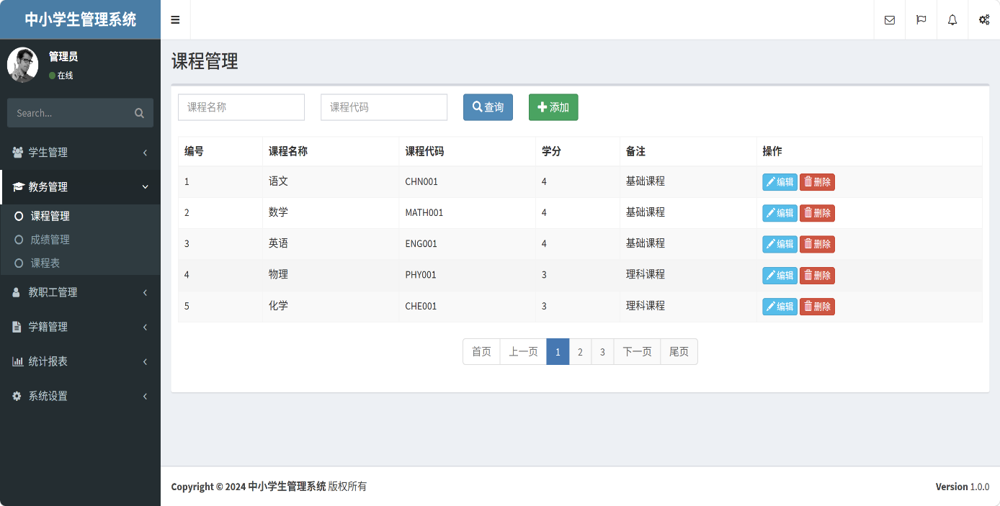 中小学生管理系统
管理员
在线
Search...
学生管理
教务管理
课程管理
成绩管理
课程表
教职工管理
学籍管理
统计报表
系统设置
课程管理
课程名称 课程代码 查询 添加
编号 课程名称 课程代码 学分 备注 操作
1 语文 CHN001 4 基础课程 编辑 删除
2 数学 MATH001 4 基础课程 编辑 删除
3 英语 ENG001 4 基础课程 编辑 删除
4 物理 PHY001 3 理科课程 编辑 删除
5 化学 CHE001 3 理科课程 编辑 删除
首页 上一页 1 2 3 下一页 尾页
Copyright © 2024 中小学生管理系统 版权所有 Version 1.0.0